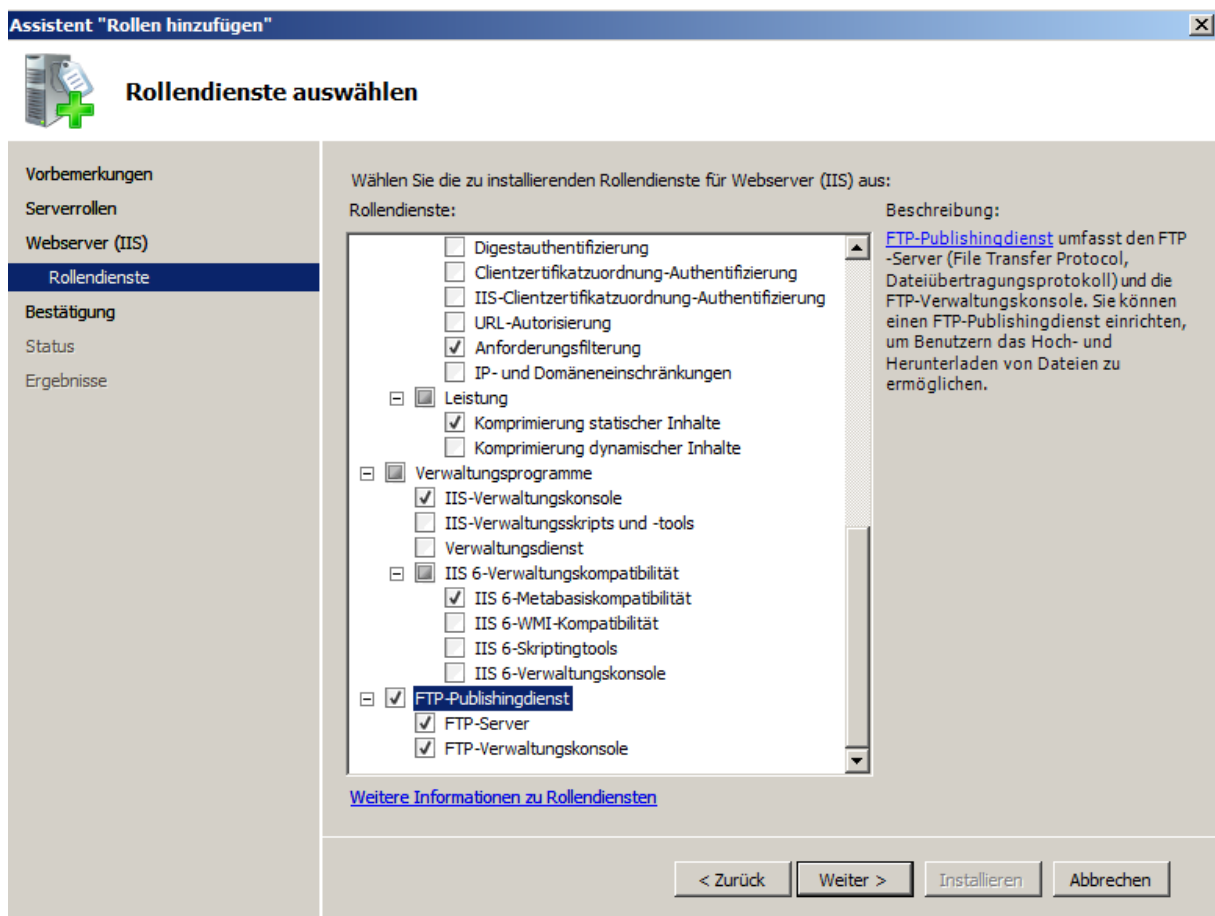 Assistent "Rollen hinzufügen"
Rollendienste auswählen
Vorbemerkungen
Serverrollen
Webserver (IIS)
Rollendienste
Bestätigung
Status
Ergebnisse
Wählen Sie die zu installierenden Rollendienste für Webserver (IIS) aus:
Rollendienste:
Digestauthentifizierung
Clientzertifikatzuordnung-Authentifizierung
IIS-Clientzertifikatzuordnung-Authentifizierung
URL-Autorisierung
Anforderungsfilterung
IP- und Domäneneinschränkungen
Leistung
Komprimierung statischer Inhalte
Komprimierung dynamischer Inhalte
Verwaltungsprogramme
IIS-Verwaltungskonsole
IIS-Verwaltungsskripts und -tools
Verwaltungsdienst
IIS 6-Verwaltungskompatibilität
IIS 6-Metabasiskompatibilität
IIS 6-WMI-Kompatibilität
IIS 6-Skriptingtools
IIS 6-Verwaltungskonsole
FTP-Publishingdienst
FTP-Server
FTP-Verwaltungskonsole
Weitere Informationen zu Rollendiensten
Beschreibung:
FTP-Publishingdienst umfasst den FTP
-Server (File Transfer Protocol,
Dateiübertragungsprotokoll) und die
FTP-Verwaltungskonsole. Sie können
einen FTP-Publishingdienst einrichten,
um Benutzern das Hoch- und
Herunterladen von Dateien zu
ermöglichen.
< Zurück
Weiter >
Installieren
Abbrechen